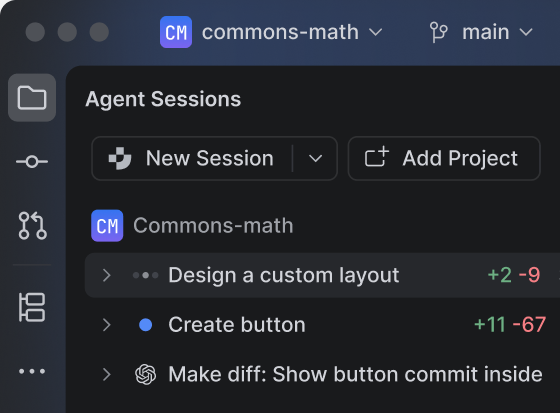 CM commons-math main
Agent Sessions
New Session Add Project
CM Commons-math
Design a custom layout +2 -9
Create button +11 -67
Make diff: Show button commit inside